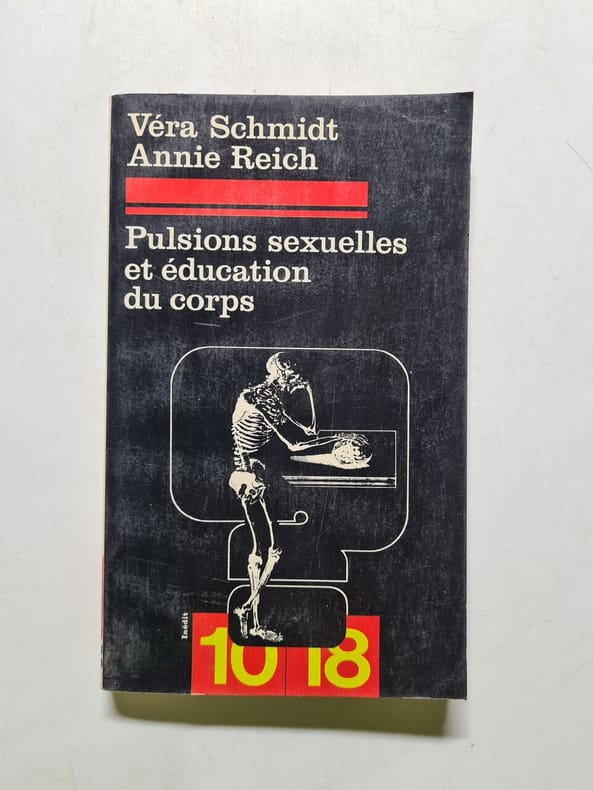 Véra Schmidt
Annie Reich
Pulsions sexuelles
et éducation
du corps
Inédit
10 18